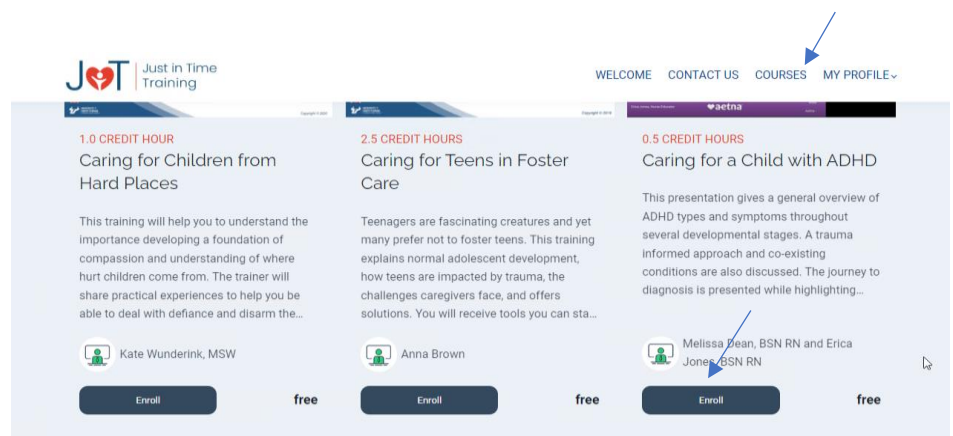 JOT Just in Time
Training
WELCOME CONTACT US COURSES MY PROFILE
aetna
1.0 CREDIT HOUR
Caring for Children from
Hard Places
This training will help you to understand the
importance developing a foundation of
compassion and understanding of where
hurt children come from. The trainer will
share practical experiences to help you be
able to deal with defiance and disarm the...
Kate Wunderink, MSW
Enroll free
2.5 CREDIT HOURS
Caring for Teens in Foster
Care
Teenagers are fascinating creatures and yet
many prefer not to foster teens. This training
explains normal adolescent development,
how teens are impacted by trauma, the
challenges caregivers face, and offers
solutions. You will receive tools you can sta...
Anna Brown
Enroll free
0.5 CREDIT HOURS
Caring for a Child with ADHD
This presentation gives a general overview of
ADHD types and symptoms throughout
several developmental stages. A trauma
informed approach and co-existing
conditions are also discussed. The journey to
diagnosis is presented while highlighting...
Melissa Dean, BSN RN and Erica
Jones, BSN RN
Enroll free